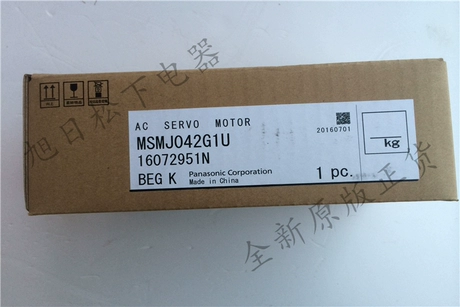 旭日松下电器
AC SERVO MOTOR
MSMJ042G1U
16072951N
20160701
BEG K
Panasonic Corporation
Made in China
1 pc.
kg
全新原版正货